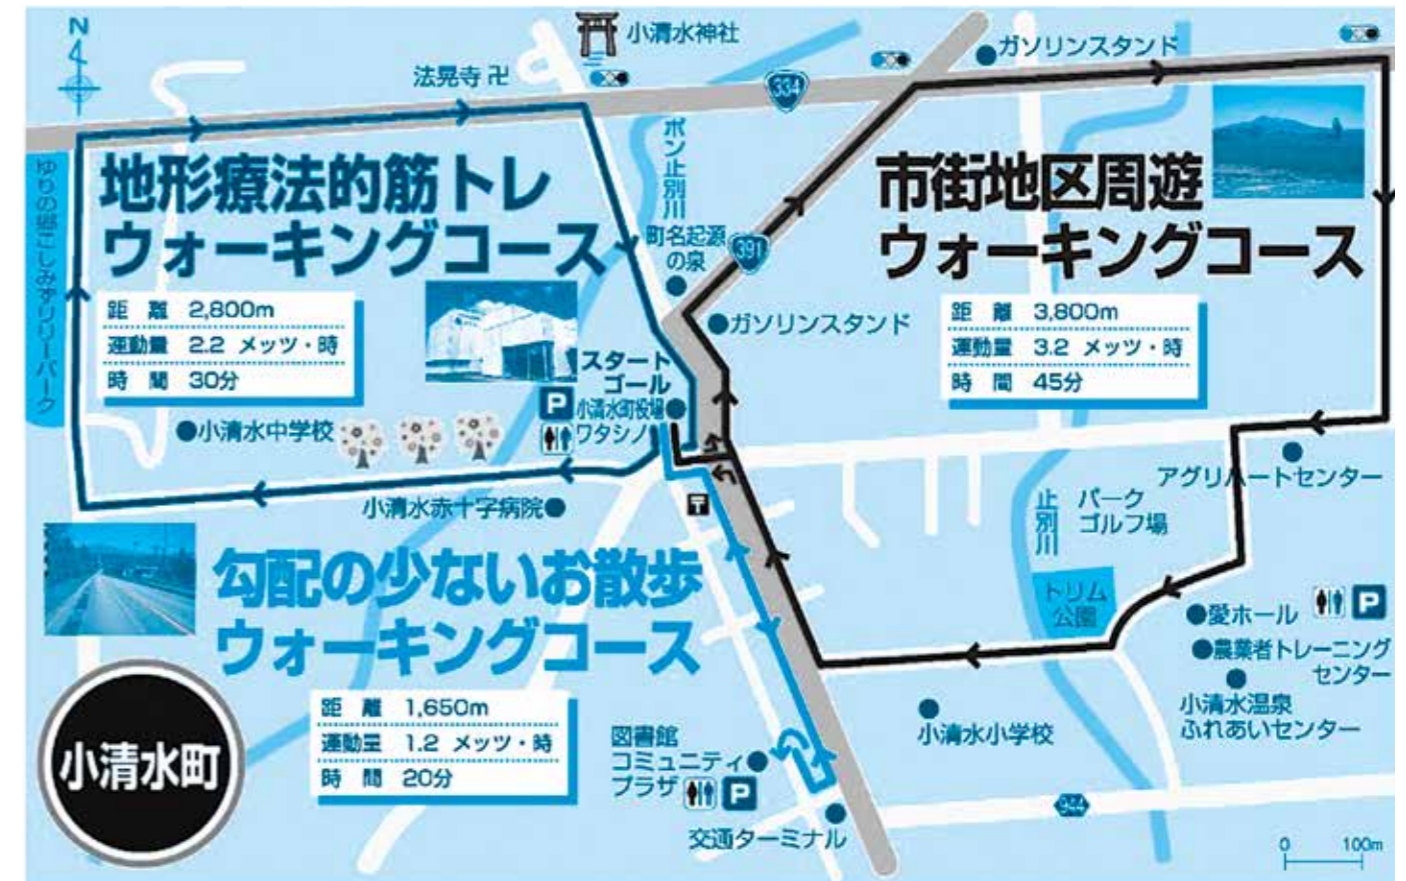 N
小清水神社
法晃寺 卍
334
ガソリンスタンド
ゆりの郷こしみずリリーパーク
地形療法的筋トレ
ウォーキングコース
距離 2,800m
運動量 2.2 メッツ・時
時間 30分
ポン止別川
町名起源
の泉
391
ガソリンスタンド
市街地区周遊
ウォーキングコース
距離 3,800m
運動量 3.2 メッツ・時
時間 45分
スタート
ゴール
P
小清水町役場
ワタシノ
小清水中学校
小清水赤十字病院
〒
アグリハートセンター
止別川
パーク
ゴルフ場
トリム
公園
愛ホール
P
農業者トレーニング
センター
小清水温泉
ふれあいセンター
小清水小学校
944
勾配の少ないお散歩
ウォーキングコース
距離 1,650m
運動量 1.2 メッツ・時
時間 20分
小清水町
図書館
コミュニティ
プラザ
P
交通ターミナル
0 100m